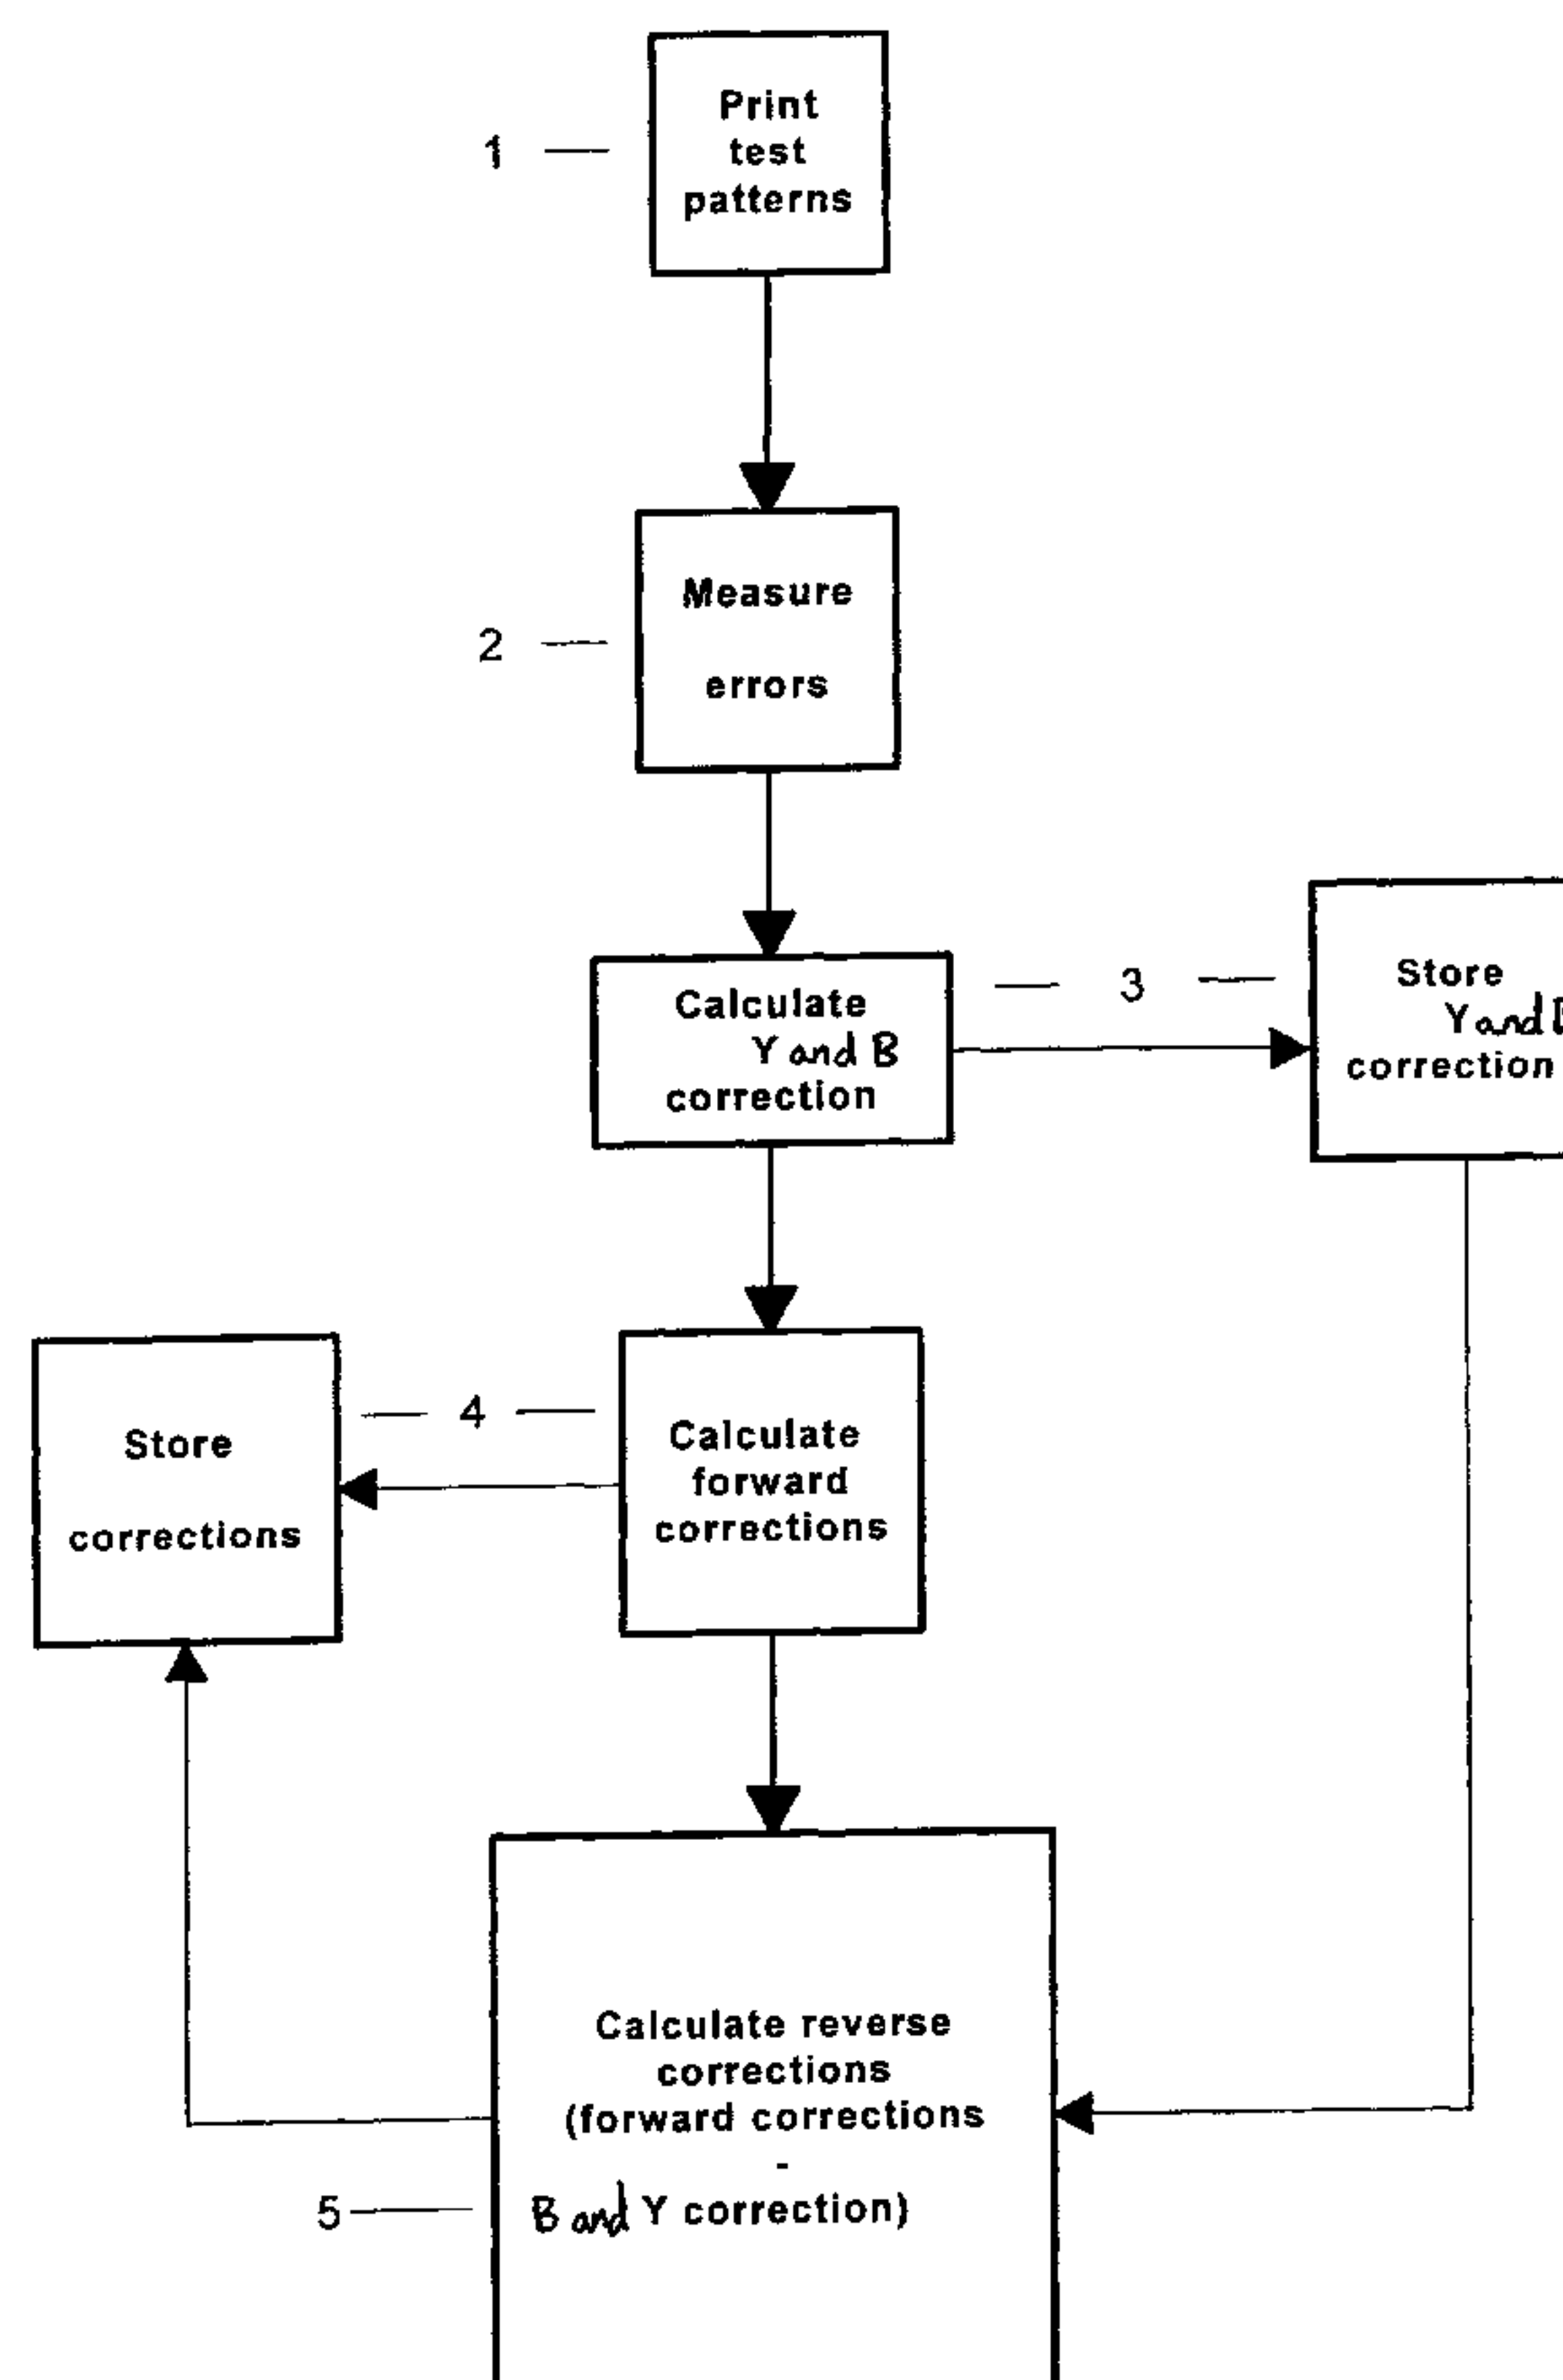 1
Print
test
patterns
2
Measure
errors
Calculate
Y and B
correction
3
Store
Y and
correction
Store
corrections
4
Calculate
forward
corrections
Calculate reverse
corrections
(forward corrections
-
B and Y correction)
5